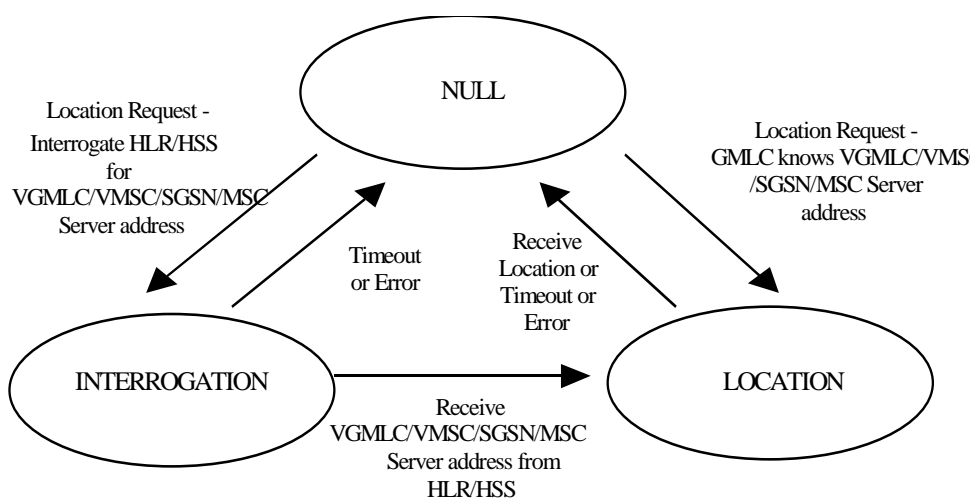 NULL
Location Request -
Interrogate HLR/HSS
for
VGMLC/VMSC/SGSN/MSC
Server address
Location Request -
GMLC knows VGMLC/VMS
/SGSN/MSC Server
address
Timeout
or Error
Receive
Location or
Timeout or
Error
INTERROGATION
LOCATION
Receive
VGMLC/VMSC/SGSN/MSC
Server address from
HLR/HSS